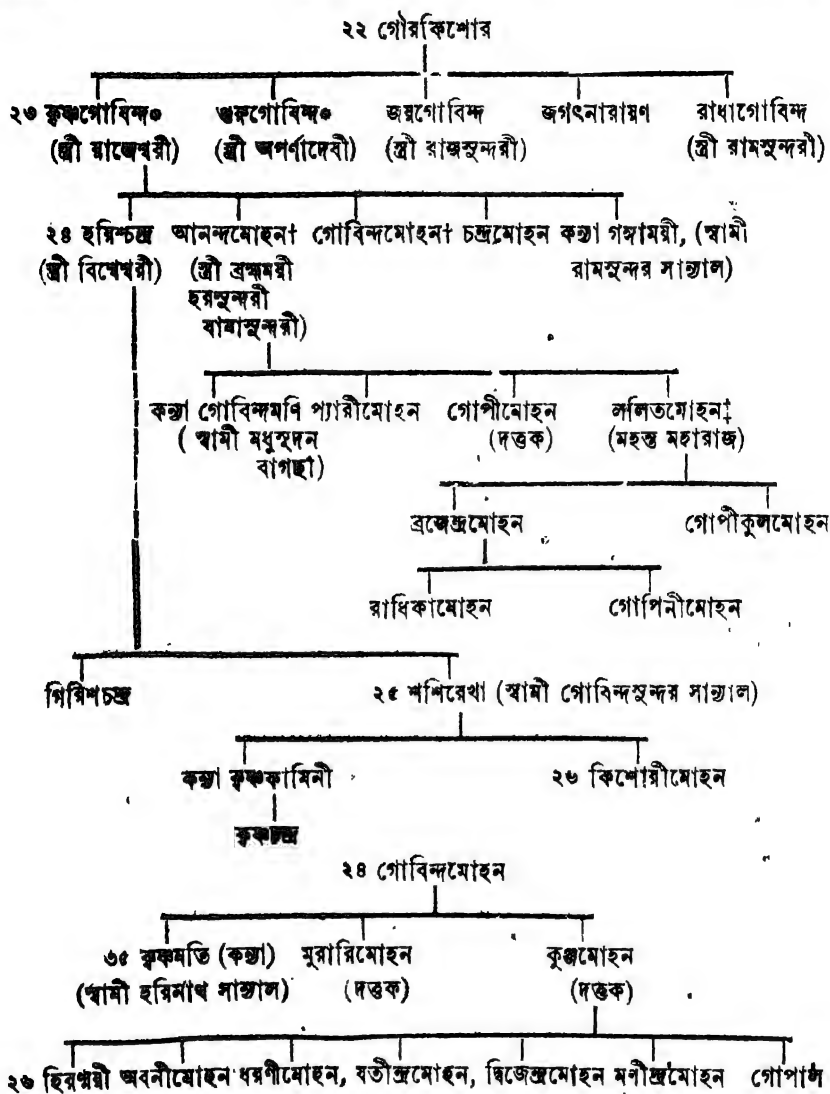 ২২ গৌরকিশোর
২৩ কৃষ্ণগোবিন্দ* গুরুগোবিন্দ* জয়গোবিন্দ জগৎনারায়ণ রাধাগোবিন্দ
(স্ত্রী রাজেশ্বরী) (স্ত্রী অপর্ণাদেবী) (স্ত্রী রাজসুন্দরী) (স্ত্রী রামসুন্দরী)
২৪ হরিশ্চন্দ্র আনন্দমোহন† গোবিন্দমোহন† চন্দ্রমোহন কন্যা গঙ্গাময়ী, (স্বামী
(স্ত্রী বিশ্বেশ্বরী) (স্ত্রী ব্রহ্মময়ী রামসুন্দর সান্যাল)
হরসুন্দরী
বামাসুন্দরী)
কন্যা গোবিন্দমণি প্যারীমোহন গোপীমোহন ললিতমোহন‡
( স্বামী মধুসূদন (দত্তক) (মহন্ত মহারাজ)
বাগছী)
ব্রজেন্দ্রমোহন গোপীকুলমোহন
রাধিকামোহন গোপিনীমোহন
গিরিশচন্দ্র ২৫ শশিরেখা (স্বামী গোবিন্দসুন্দর সান্যাল)
কন্যা কৃষ্ণকামিনী ২৬ কিশোরীমোহন
কৃষ্ণচন্দ্র
২৪ গোবিন্দমোহন
৩৫ কৃষ্ণমতি (কন্যা) মুরারিমোহন কুঞ্জমোহন
(স্বামী হরিনাথ সান্যাল) (দত্তক) (দত্তক)
২৬ হিরণ্ময়ী অবনীমোহন ধরণীমোহন, যতীন্দ্রমোহন, দ্বিজেন্দ্রমোহন মণীন্দ্রমোহন গোপাল